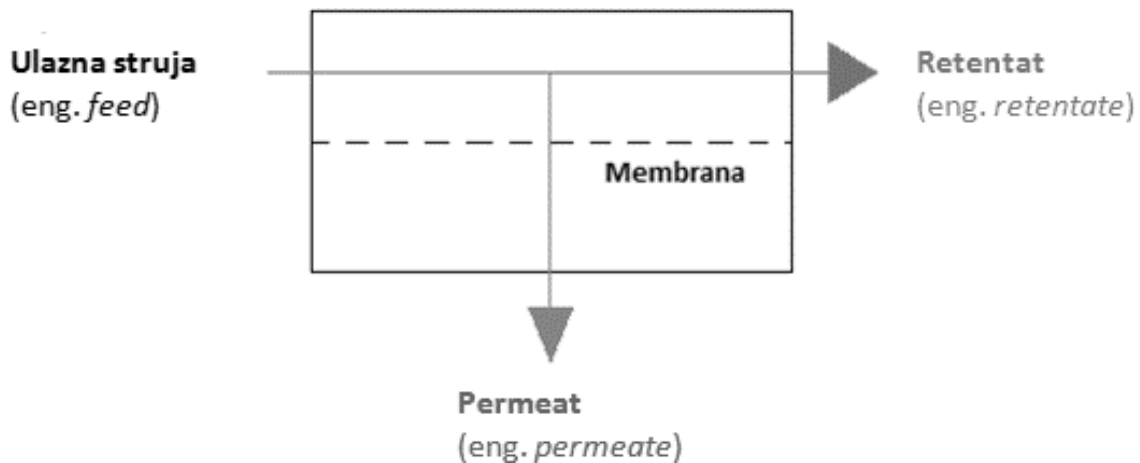 Ulazna struja
(eng. feed)
Retentat
(eng. retentate)
Membrana
Permeat
(eng. permeate)